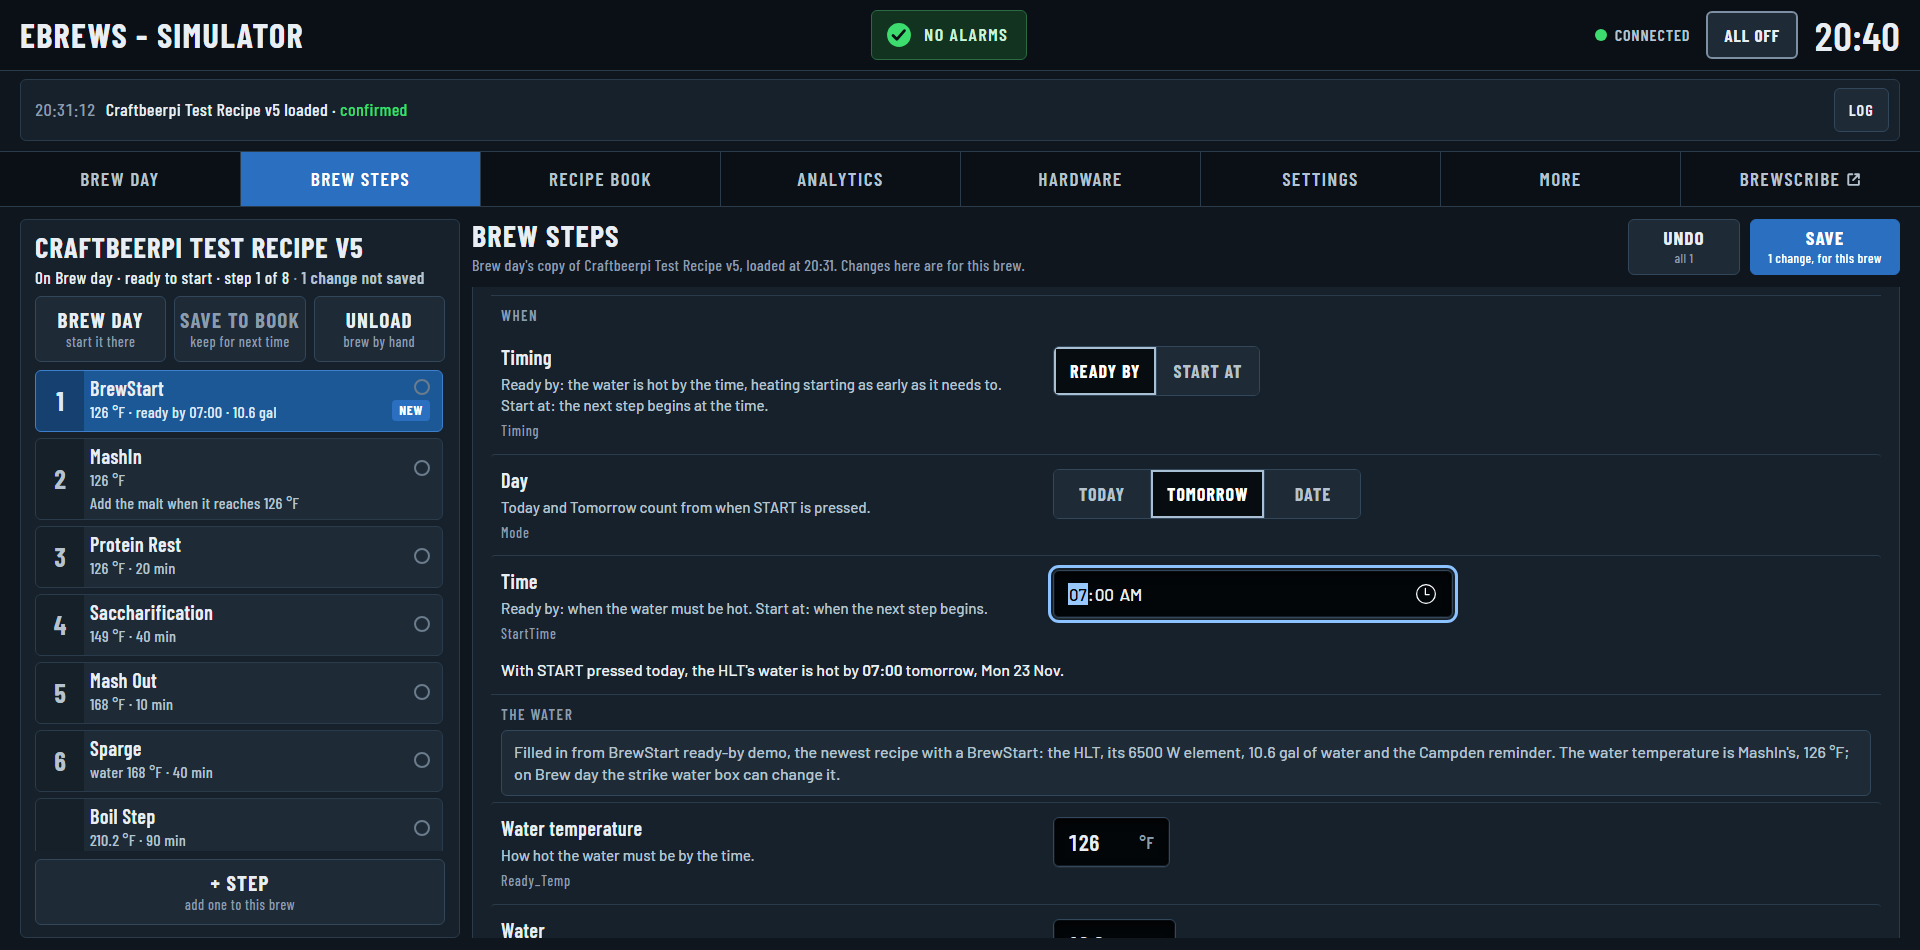 EBREWS - SIMULATOR
NO ALARMS
CONNECTED
ALL OFF
20:40
20:31:12 Craftbeerpi Test Recipe v5 loaded · confirmed
LOG
BREW DAY
BREW STEPS
RECIPE BOOK
ANALYTICS
HARDWARE
SETTINGS
MORE
BREWSCRIBE
CRAFTBEERPI TEST RECIPE V5
On Brew day · ready to start · step 1 of 8 · 1 change not saved
BREW DAY
start it there
SAVE TO BOOK
keep for next time
UNLOAD
brew by hand
1
BrewStart
126 °F · ready by 07:00 · 10.6 gal
NEW
2
MashIn
126 °F
Add the malt when it reaches 126 °F
3
Protein Rest
126 °F · 20 min
4
Saccharification
149 °F · 40 min
5
Mash Out
168 °F · 10 min
6
Sparge
water 168 °F · 40 min
Boil Step
210.2 °F · 90 min
+ STEP
add one to this brew
BREW STEPS
Brew day's copy of Craftbeerpi Test Recipe v5, loaded at 20:31. Changes here are for this brew.
UNDO
all 1
SAVE
1 change, for this brew
WHEN
Timing
Ready by: the water is hot by the time, heating starting as early as it needs to.
Start at: the next step begins at the time.
Timing
READY BY
START AT
Day
Today and Tomorrow count from when START is pressed.
Mode
TODAY
TOMORROW
DATE
Time
Ready by: when the water must be hot. Start at: when the next step begins.
StartTime
07:00 AM
With START pressed today, the HLT's water is hot by 07:00 tomorrow, Mon 23 Nov.
THE WATER
Filled in from BrewStart ready-by demo, the newest recipe with a BrewStart: the HLT, its 6500 W element, 10.6 gal of water and the Campden reminder. The water temperature is MashIn's, 126 °F;
on Brew day the strike water box can change it.
Water temperature
How hot the water must be by the time.
Ready_Temp
126 °F
Water